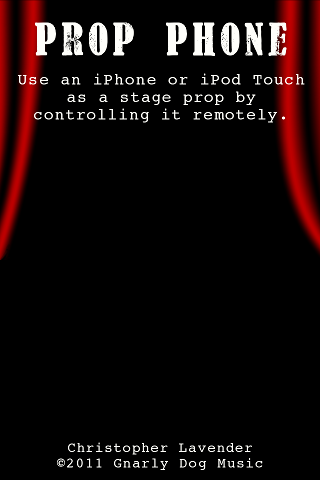 PROP PHONE
Use an iPhone or iPod Touch
as a stage prop by
controlling it remotely.
Christopher Lavender
©2011 Gnarly Dog Music